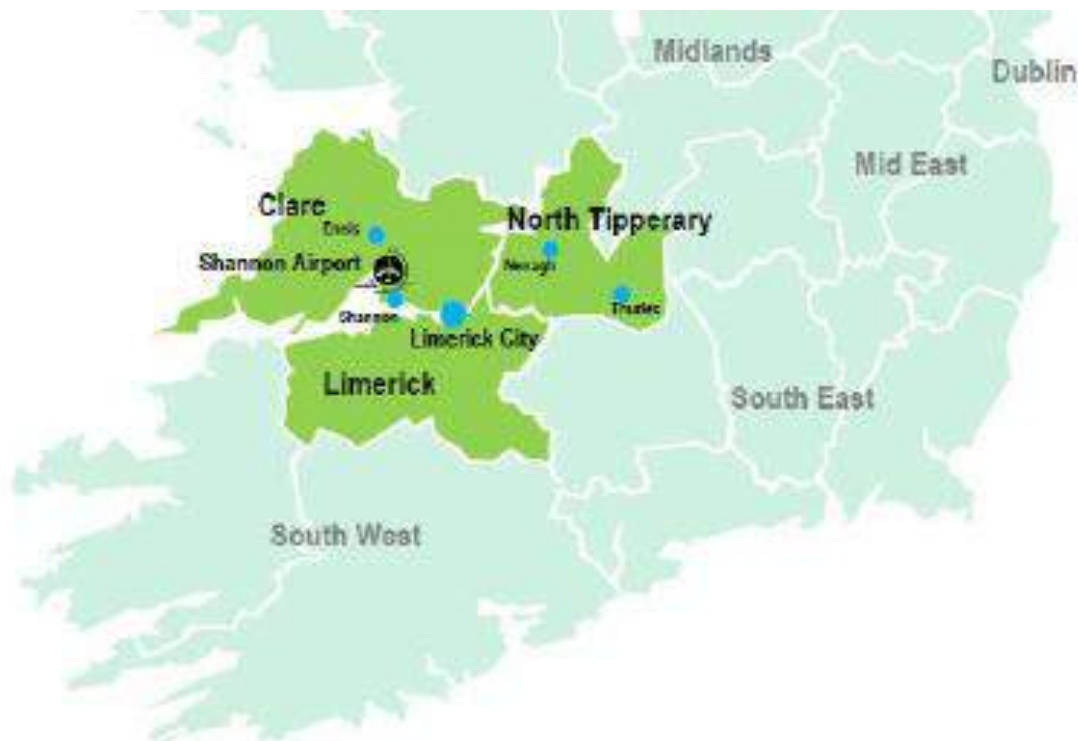 Midlands
Dublin
Mid East
Clare
Ennis
North Tipperary
Shannon Airport
Nenagh
Thurles
Shannon
Limerick City
Limerick
South East
South West